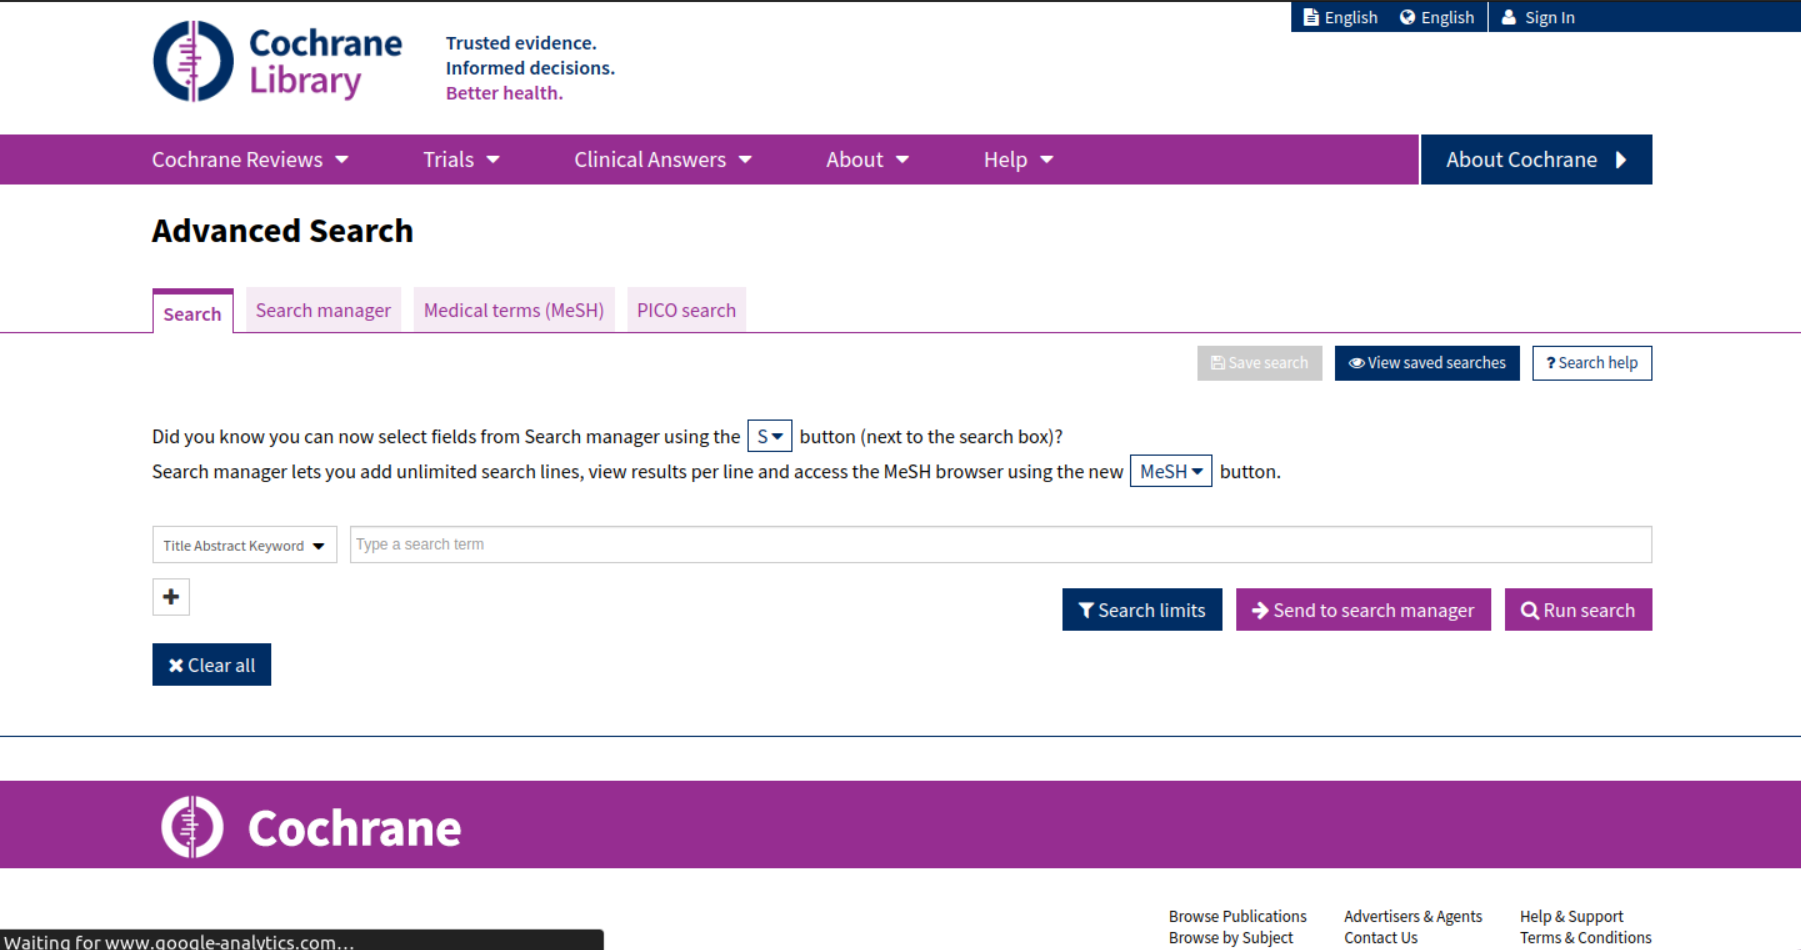 English English Sign In
Cochrane
Library
Trusted evidence.
Informed decisions.
Better health.
Cochrane Reviews Trials Clinical Answers About Help About Cochrane
Advanced Search
Search Search manager Medical terms (MeSH) PICO search
Save search View saved searches ? Search help
Did you know you can now select fields from Search manager using the S button (next to the search box)?
Search manager lets you add unlimited search lines, view results per line and access the MeSH browser using the new MeSH button.
Title Abstract Keyword Type a search term
Search limits Send to search manager Run search
Clear all
Cochrane
Browse Publications Advertisers & Agents Help & Support
Browse by Subject Contact Us Terms & Conditions
Waiting for www.google-analytics.com...